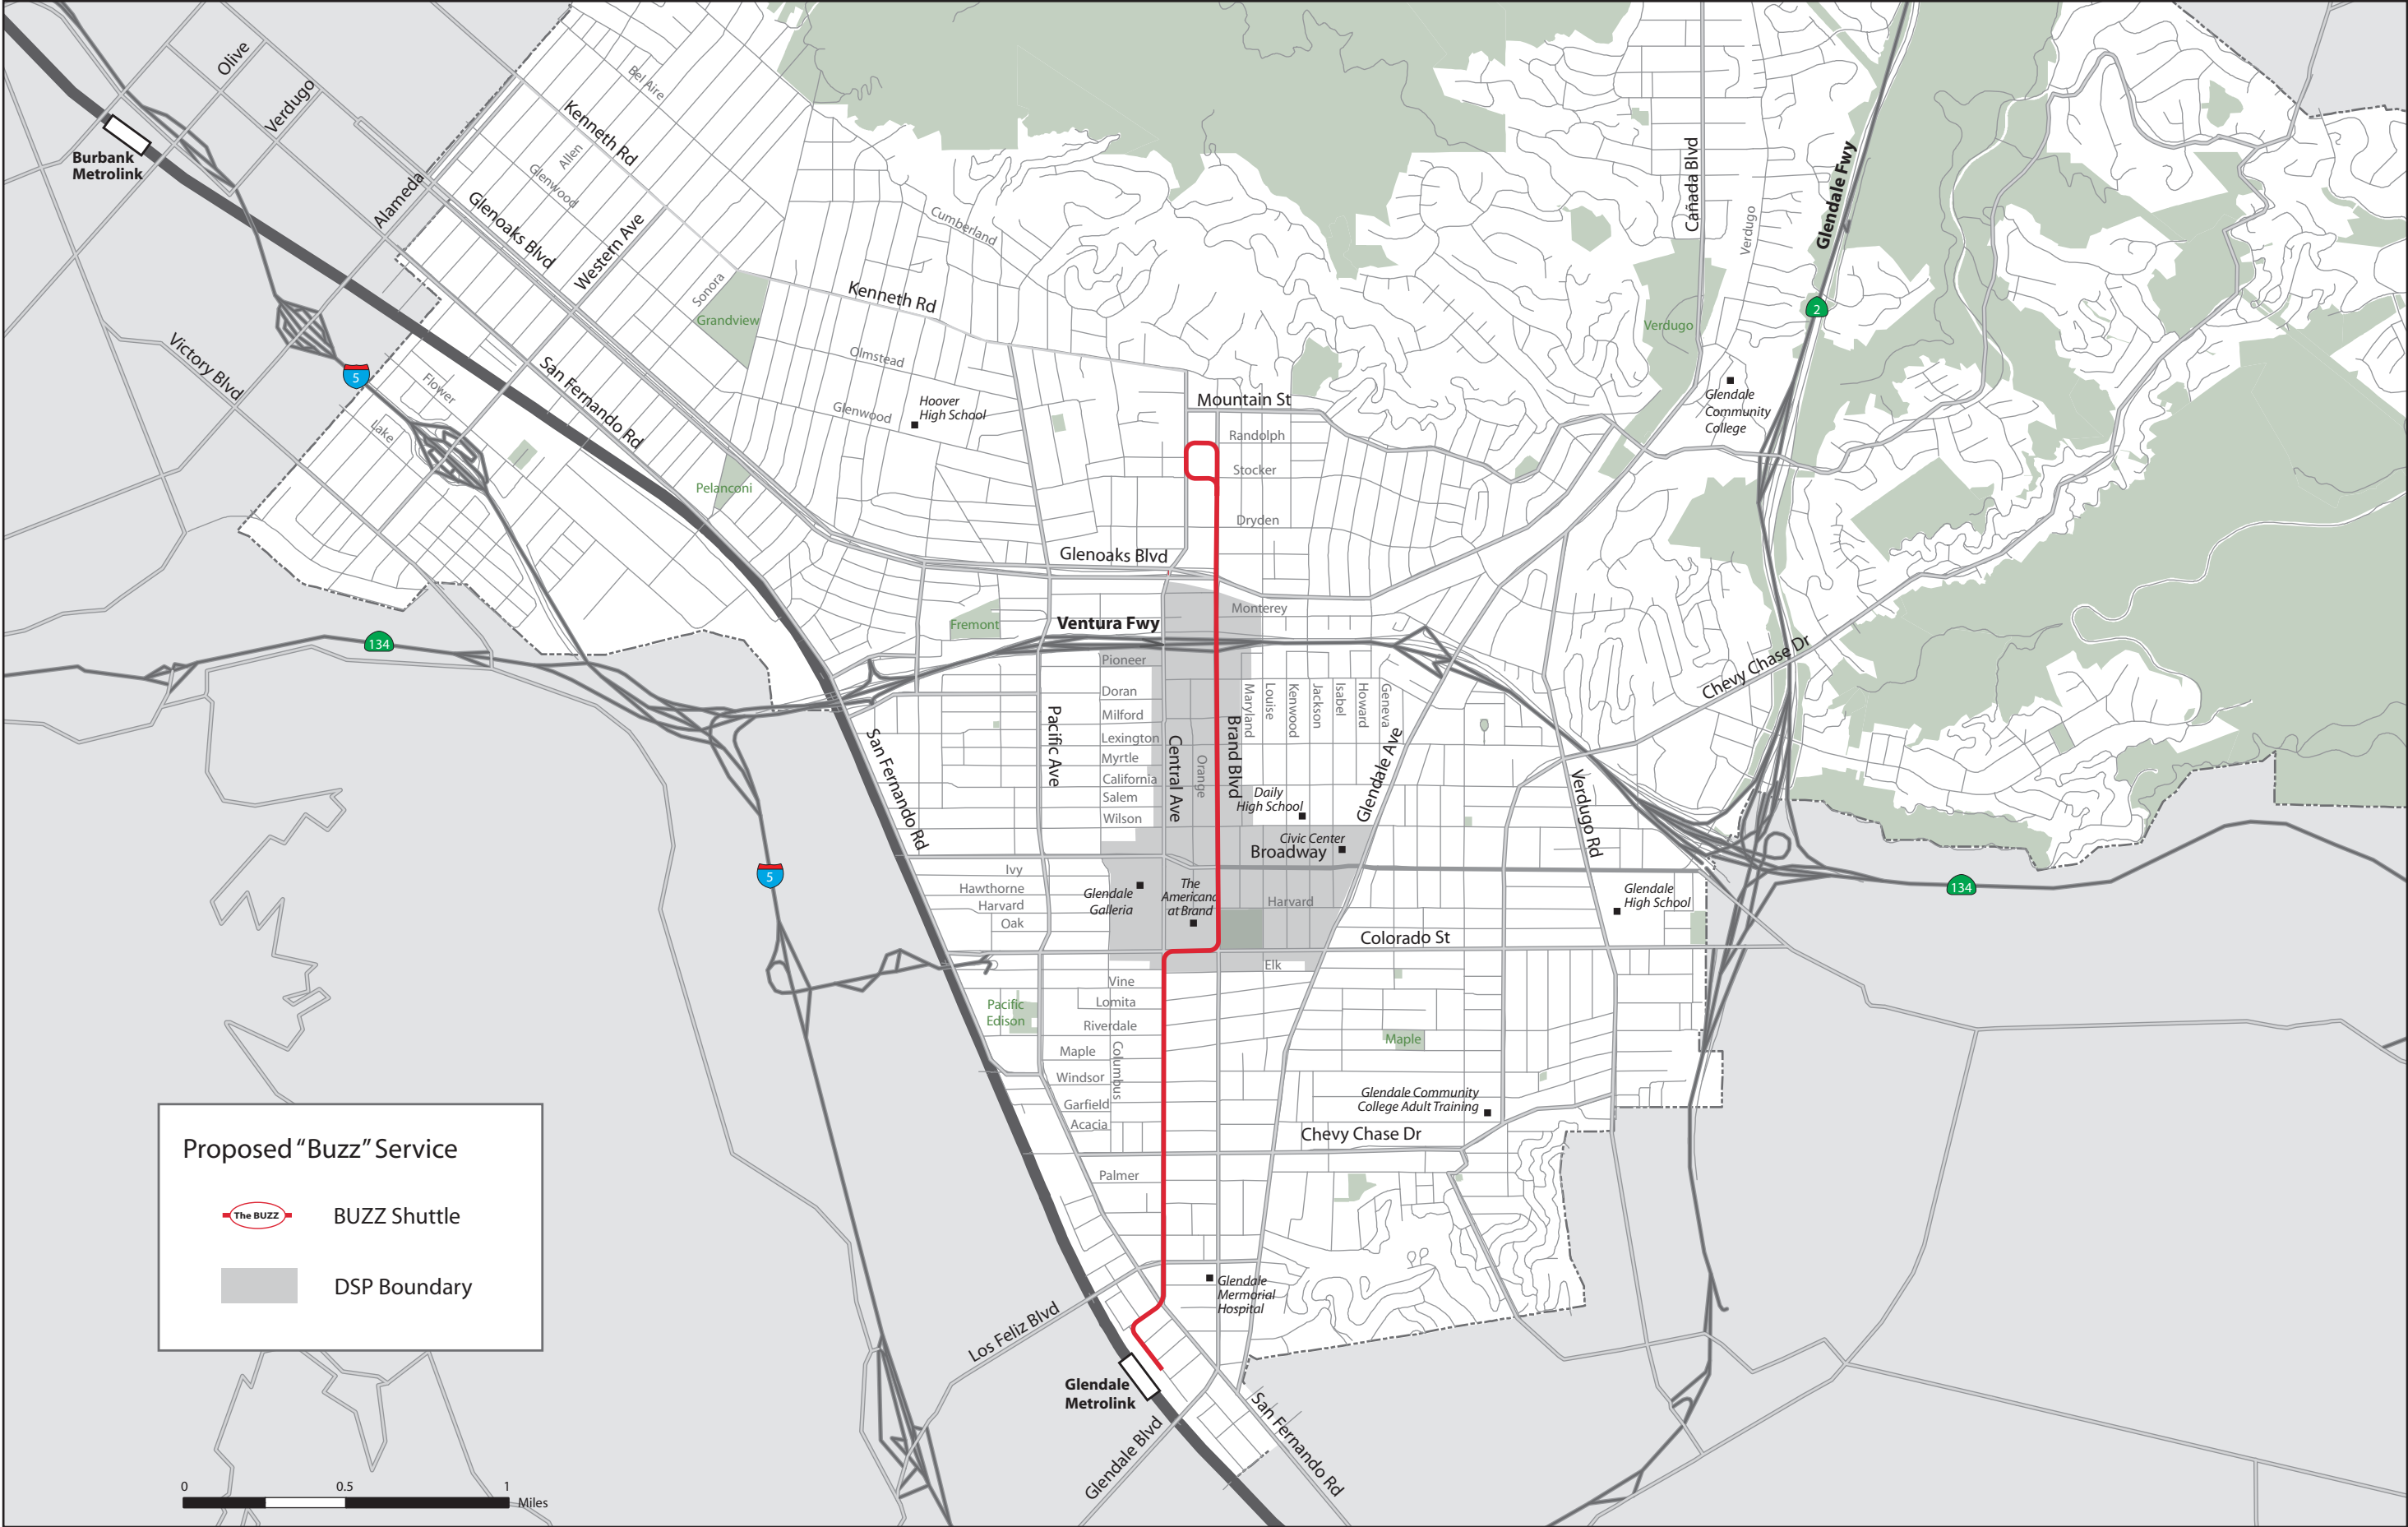 Olive
Verdugo
Bel Aire
Kenneth Rd
Allen
Glenwood
Burbank
Metrolink
Alameda
Glenoaks Blvd
Western Ave
Cumberland
Cañada Blvd
Verdugo
Glendale Fwy
2
Sonora
Grandview
Kenneth Rd
Verdugo
Victory Blvd
5
Flower
Lake
San Fernando Rd
Olmstead
Glenwood
Hoover
High School
Mountain St
Randolph
Stocker
Dryden
Glendale
Community
College
Pelanconi
Glenoaks Blvd
Monterey
Fremont
Ventura Fwy
134
Pioneer
Doran
Milford
Lexington
Myrtle
California
Salem
Wilson
Pacific Ave
Central Ave
Orange
Brand Blvd
Maryland
Louise
Kenwood
Jackson
Isabel
Howard
Geneva
Glendale Ave
Chevy Chase Dr
Verdugo Rd
San Fernando Rd
Daily
High School
Civic Center
Broadway
5
134
Ivy
Hawthorne
Harvard
Oak
Glendale
Galleria
The
Americana
at Brand
Harvard
Glendale
High School
Colorado St
Elk
Vine
Lomita
Pacific
Edison
Riverdale
Maple
Columbus
Maple
Windsor
Garfield
Acacia
Glendale Community
College Adult Training
Chevy Chase Dr
Palmer
Glendale
Mermorial
Hospital
Los Feliz Blvd
Glendale
Metrolink
Glendale Blvd
San Fernando Rd
Proposed “Buzz” Service
The BUZZ
BUZZ Shuttle
DSP Boundary
0 0.5 1
Miles